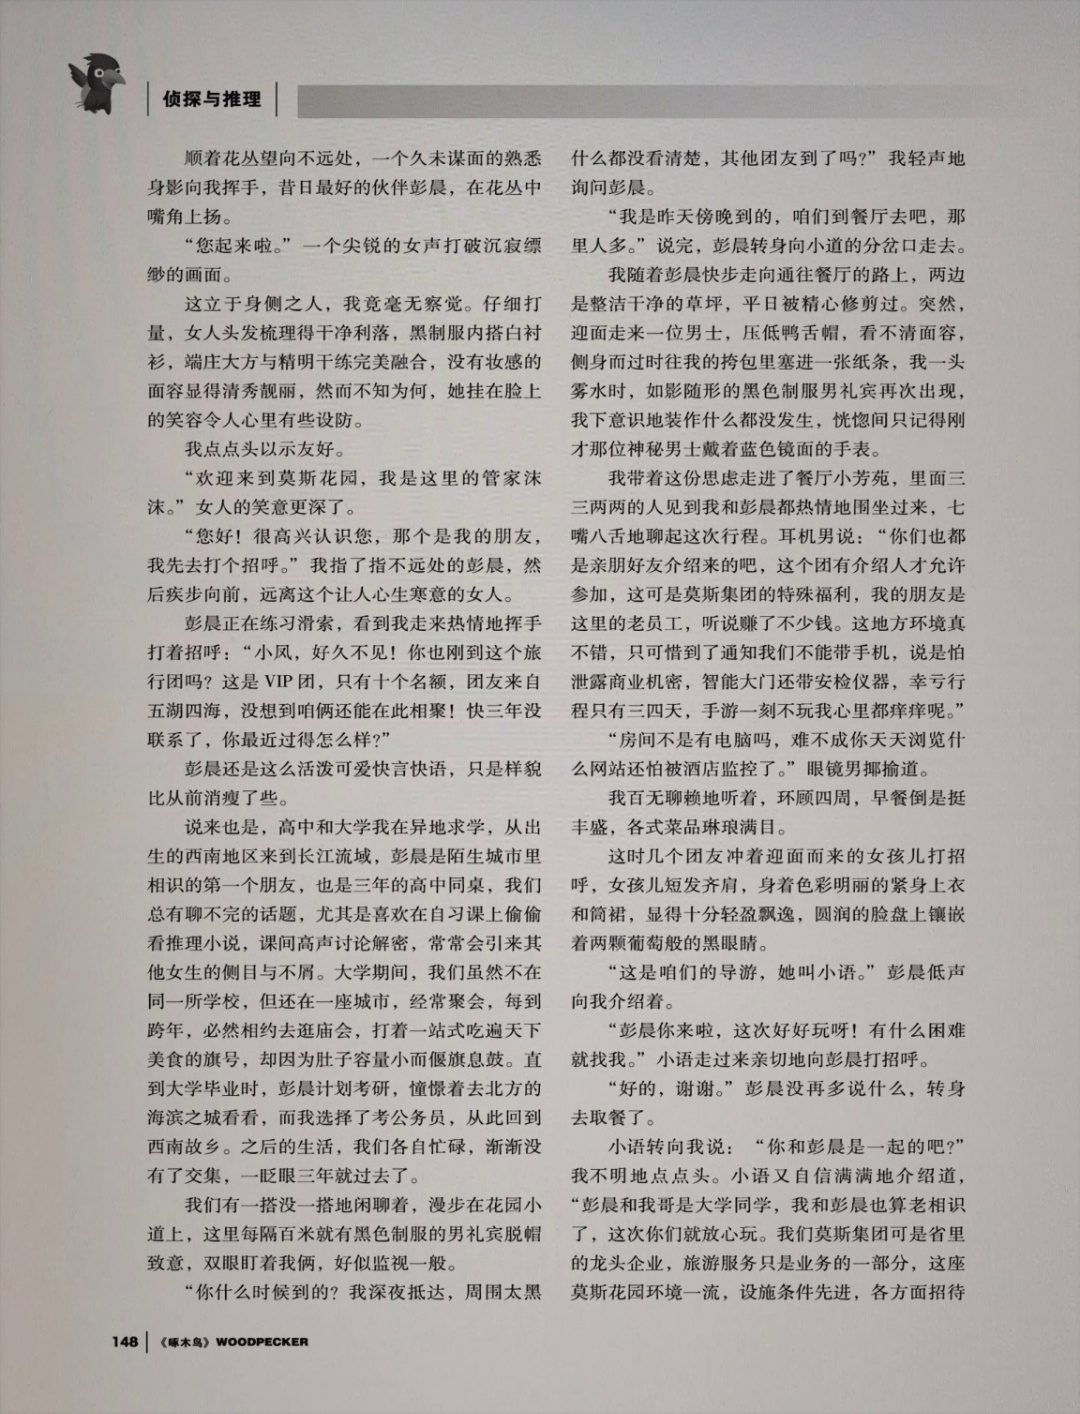 侦探与推理
顺着花丛望向不远处，一个久未谋面的熟悉
身影向我挥手，昔日最好的伙伴彭晨，在花丛中
嘴角上扬。
“您起来啦。”一个尖锐的女声打破沉寂缥
缈的画面。
这立于身侧之人，我竟毫无察觉。仔细打
量，女人头发梳理得干净利落，黑制服内搭白衬
衫，端庄大方与精明干练完美融合，没有妆感的
面容显得清秀靓丽，然而不知为何，她挂在脸上
的笑容令人心里有些设防。
我点点头以示友好。
“欢迎来到莫斯花园，我是这里的管家沫
沫。”女人的笑意更深了。
“您好！很高兴认识您，那个是我的朋友，
我先去打个招呼。”我指了指不远处的彭晨，然
后疾步向前，远离这个让人心生寒意的女人。
彭晨正在练习滑索，看到我走来热情地挥手
打着招呼：“小凤，好久不见！你也刚到这个旅
行团吗？这是 VIP 团，只有十个名额，团友来自
五湖四海，没想到咱俩还能在此相聚！快三年没
联系了，你最近过得怎么样?”
彭晨还是这么活泼可爱快言快语，只是样貌
比从前消瘦了些。
说来也是，高中和大学我在异地求学，从出
生的西南地区来到长江流域，彭晨是陌生城市里
相识的第一个朋友，也是三年的高中同桌，我们
总有聊不完的话题，尤其是喜欢在自习课上偷偷
看推理小说，课间高声讨论解密，常常会引来其
他女生的侧目与不屑。大学期间，我们虽然不在
同一所学校，但还在一座城市，经常聚会，每到
跨年，必然相约去逛庙会，打着一站式吃遍天下
美食的旗号，却因为肚子容量小而偃旗息鼓。直
到大学毕业时，彭晨计划考研，憧憬着去北方的
海滨之城看看，而我选择了考公务员，从此回到
西南故乡。之后的生活，我们各自忙碌，渐渐没
有了交集，一眨眼三年就过去了。
我们有一搭没一搭地闲聊着，漫步在花园小
道上，这里每隔百米就有黑色制服的男礼宾脱帽
致意，双眼盯着我俩，好似监视一般。
“你什么时候到的？我深夜抵达，周围太黑
什么都没看清楚，其他团友到了吗?”我轻声地
询问彭晨。
“我是昨天傍晚到的，咱们到餐厅去吧，那
里人多。”说完，彭晨转身向小道的分岔口走去。
我随着彭晨快步走向通往餐厅的路上，两边
是整洁干净的草坪，平日被精心修剪过。突然，
迎面走来一位男士，压低鸭舌帽，看不清面容，
侧身而过时往我的挎包里塞进一张纸条，我一头
雾水时，如影随形的黑色制服男礼宾再次出现，
我下意识地装作什么都没发生，恍惚间只记得刚
才那位神秘男士戴着蓝色镜面的手表。
我带着这份思虑走进了餐厅小芳苑，里面三
三两两的人见到我和彭晨都热情地围坐过来，七
嘴八舌地聊起这次行程。耳机男说：“你们也都
是亲朋好友介绍来的吧，这个团有介绍人才允许
参加，这可是莫斯集团的特殊福利，我的朋友是
这里的老员工，听说赚了不少钱。这地方环境真
不错，只可惜到了通知我们不能带手机，说是怕
泄露商业机密，智能大门还带安检仪器，幸亏行
程只有三四天，手游一刻不玩我心里都痒痒呢。”
“房间不是有电脑吗，难不成你天天浏览什
么网站还怕被酒店监控了。”眼镜男揶揄道。
我百无聊赖地听着，环顾四周，早餐倒是挺
丰盛，各式菜品琳琅满目。
这时几个团友冲着迎面而来的女孩儿打招
呼，女孩儿短发齐肩，身着色彩明丽的紧身上衣
和筒裙，显得十分轻盈飘逸，圆润的脸盘上镶嵌
着两颗葡萄般的黑眼睛。
“这是咱们的导游，她叫小语。”彭晨低声
向我介绍着。
“彭晨你来啦，这次好好玩呀！有什么困难
就找我。”小语走过来亲切地向彭晨打招呼。
“好的，谢谢。”彭晨没再多说什么，转身
去取餐了。
小语转向我说：“你和彭晨是一起的吧?”
我不明地点点头。小语又自信满满地介绍道，
“彭晨和我哥是大学同学，我和彭晨也算老相识
了，这次你们就放心玩。我们莫斯集团可是省里
的龙头企业，旅游服务只是业务的一部分，这座
莫斯花园环境一流，设施条件先进，各方面招待
148《啄木鸟》WOODPECKER